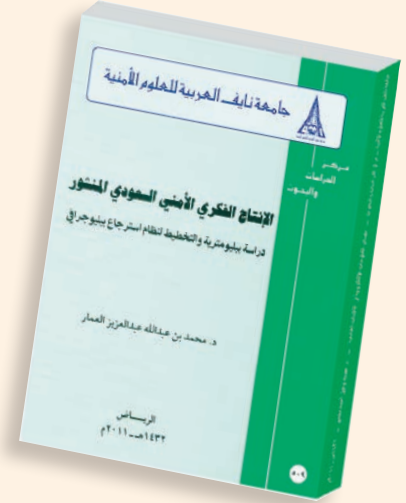 جامعة نايف العربية للعلوم الأمنية
مركز
الدراسات
والبحوث
الإنتاج الفكري الأمني السعودي المنشور
دراسة ببليومترية والتخطيط لنظام استرجاع ببليوجرافي
د. محمد بن عبدالله عبدالعزيز العمار
الرياض
١٤٣٢هـ - ٢٠١١م
٥٠٩